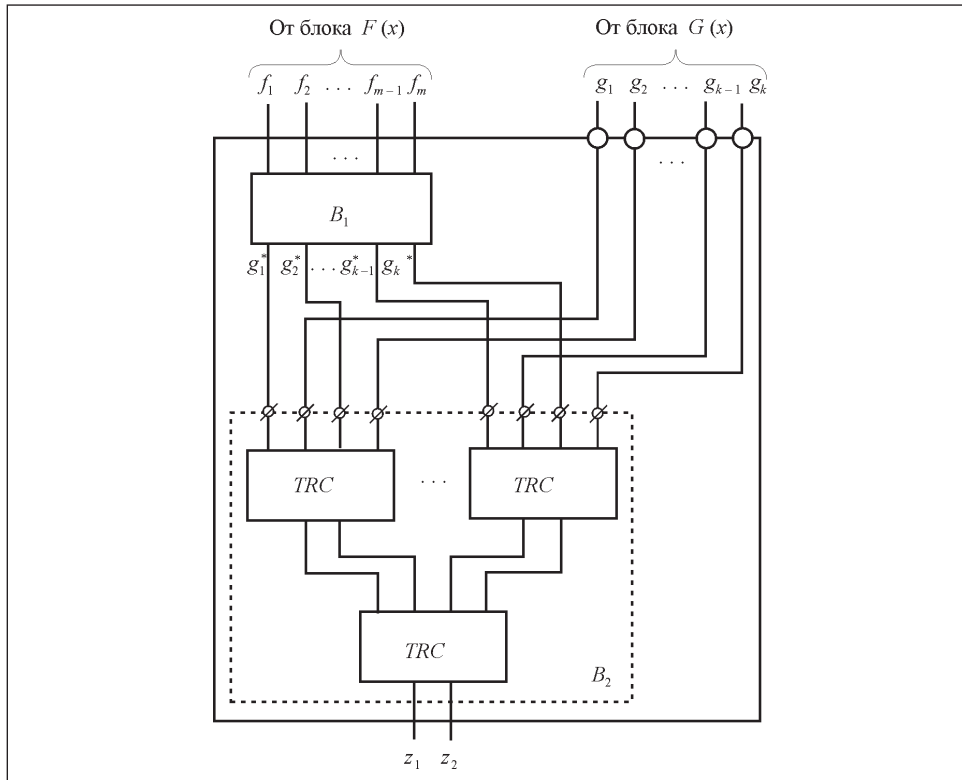 От блока F (x) От блока G (x)
f₁ f₂ . . . fₘ₋₁ fₘ g₁ g₂ . . . gₖ₋₁ gₖ
. . . . . .
B₁
g₁* g₂* . . . gₖ₋₁* gₖ*
TRC . . . TRC
TRC
B₂
z₁ z₂